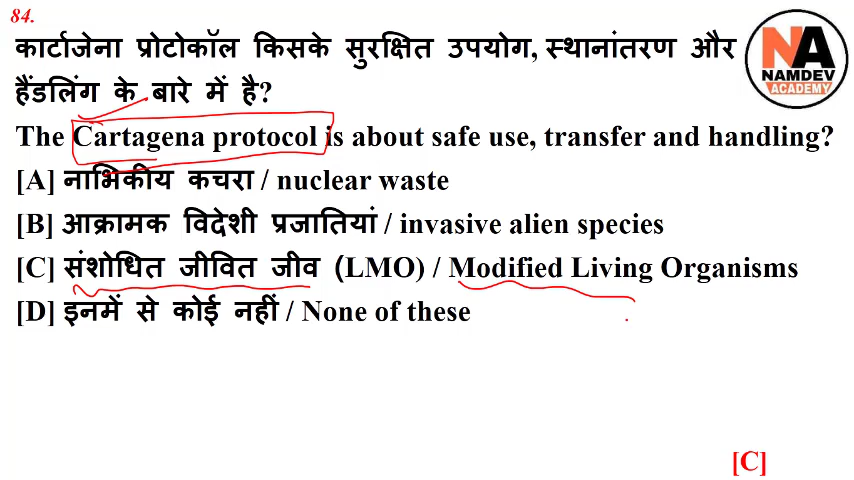 84.
कार्टाजेना प्रोटोकॉल किसके सुरक्षित उपयोग, स्थानांतरण और
हैंडलिंग के बारे में है?
The Cartagena protocol is about safe use, transfer and handling?
[A] नाभिकीय कचरा / nuclear waste
[B] आक्रामक विदेशी प्रजातियां / invasive alien species
[C] संशोधित जीवित जीव (LMO) / Modified Living Organisms
[D] इनमें से कोई नहीं / None of these
[C]
NA
NAMDEV
ACADEMY